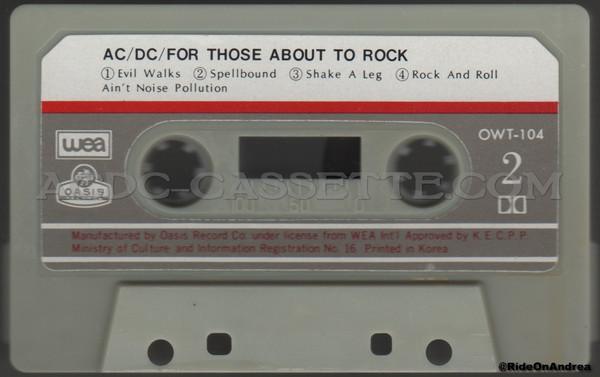 AC/DC/FOR THOSE ABOUT TO ROCK
①Evil Walks ②Spellbound ③Shake A Leg ④Rock And Roll
Ain't Noise Pollution
wea
OWT-104
2
OASIS
RECORDS
AC-DC-CASSETTE.COM
Manufactured by Oasis Record Co. under license from WEA Int'l Approved by K.E.C.P.P.
Ministry of Culture and Information Registration No. 16 Printed in Korea
@RideOnAndrea